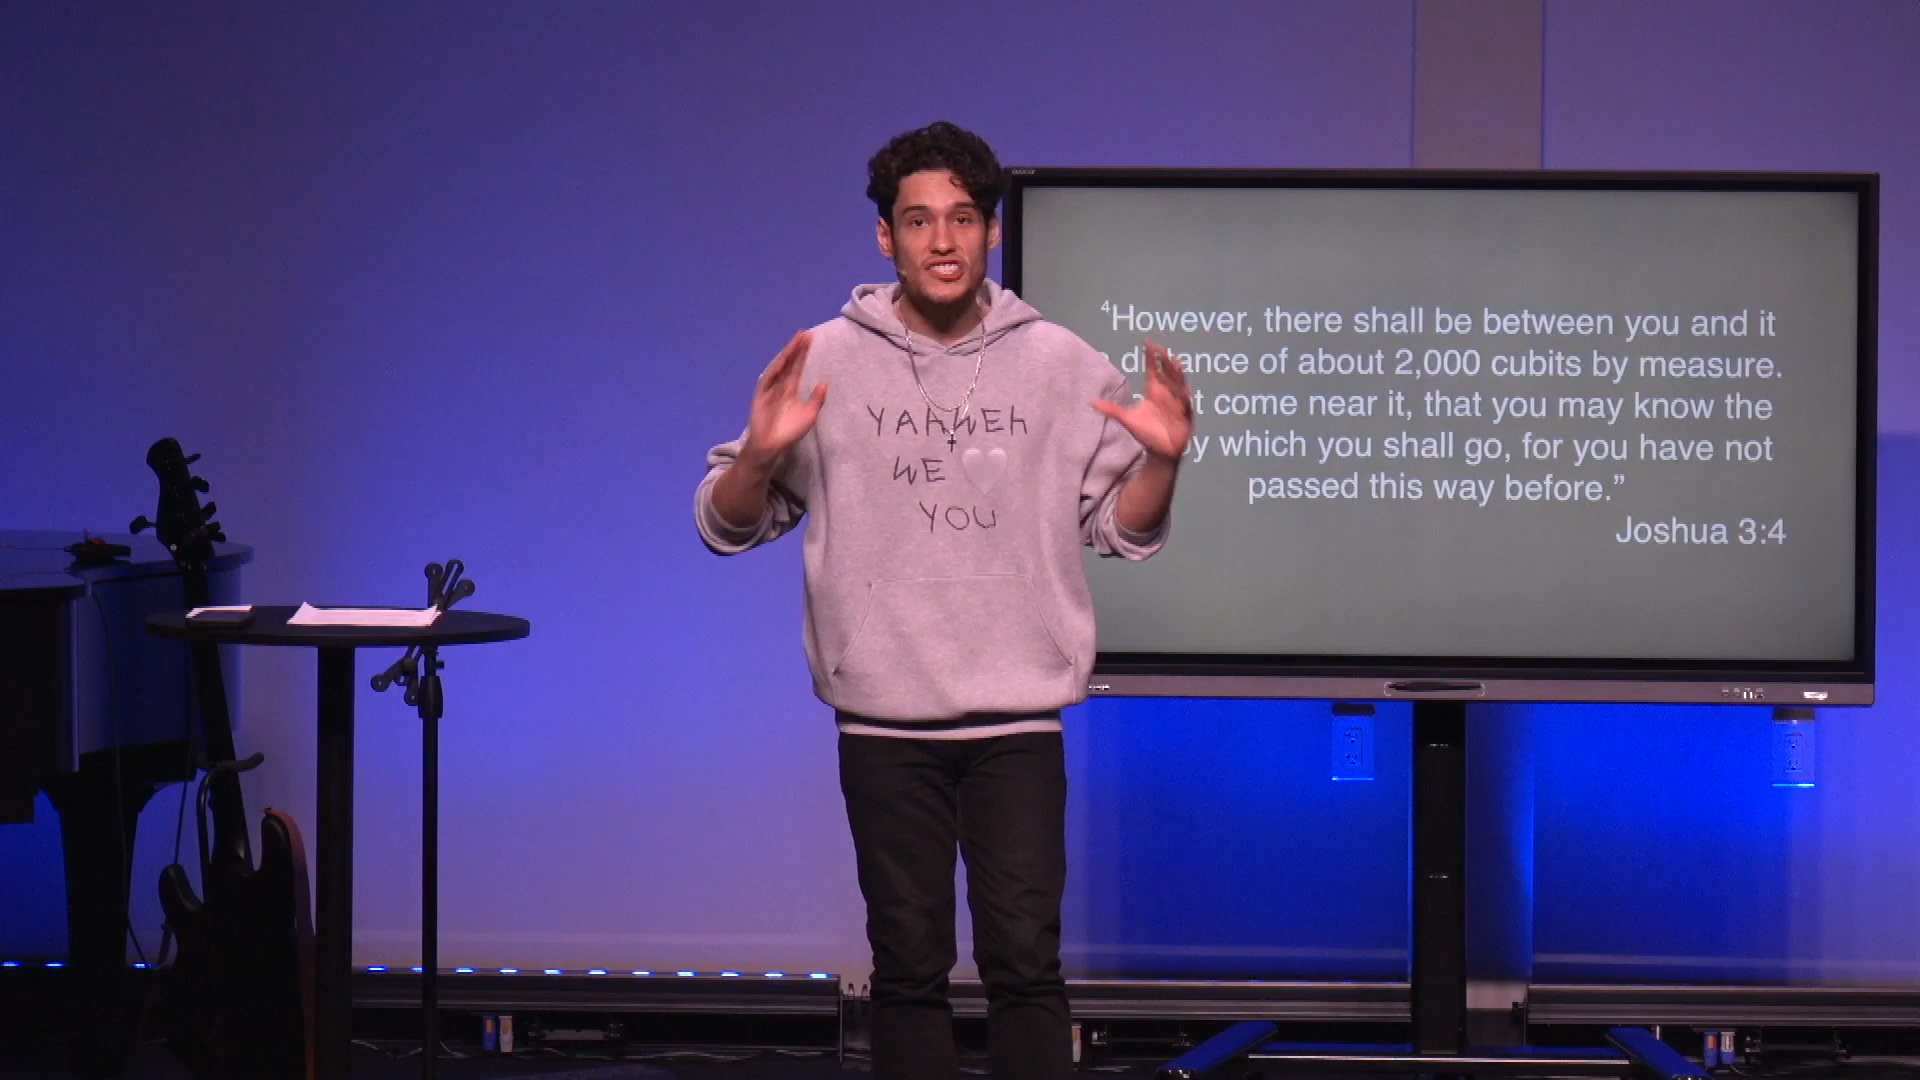 YAHWEH
WE
YOU
⁴However, there shall be between you and it
distance of about 2,000 cubits by measure.
come near it, that you may know the
by which you shall go, for you have not
passed this way before.”
Joshua 3:4